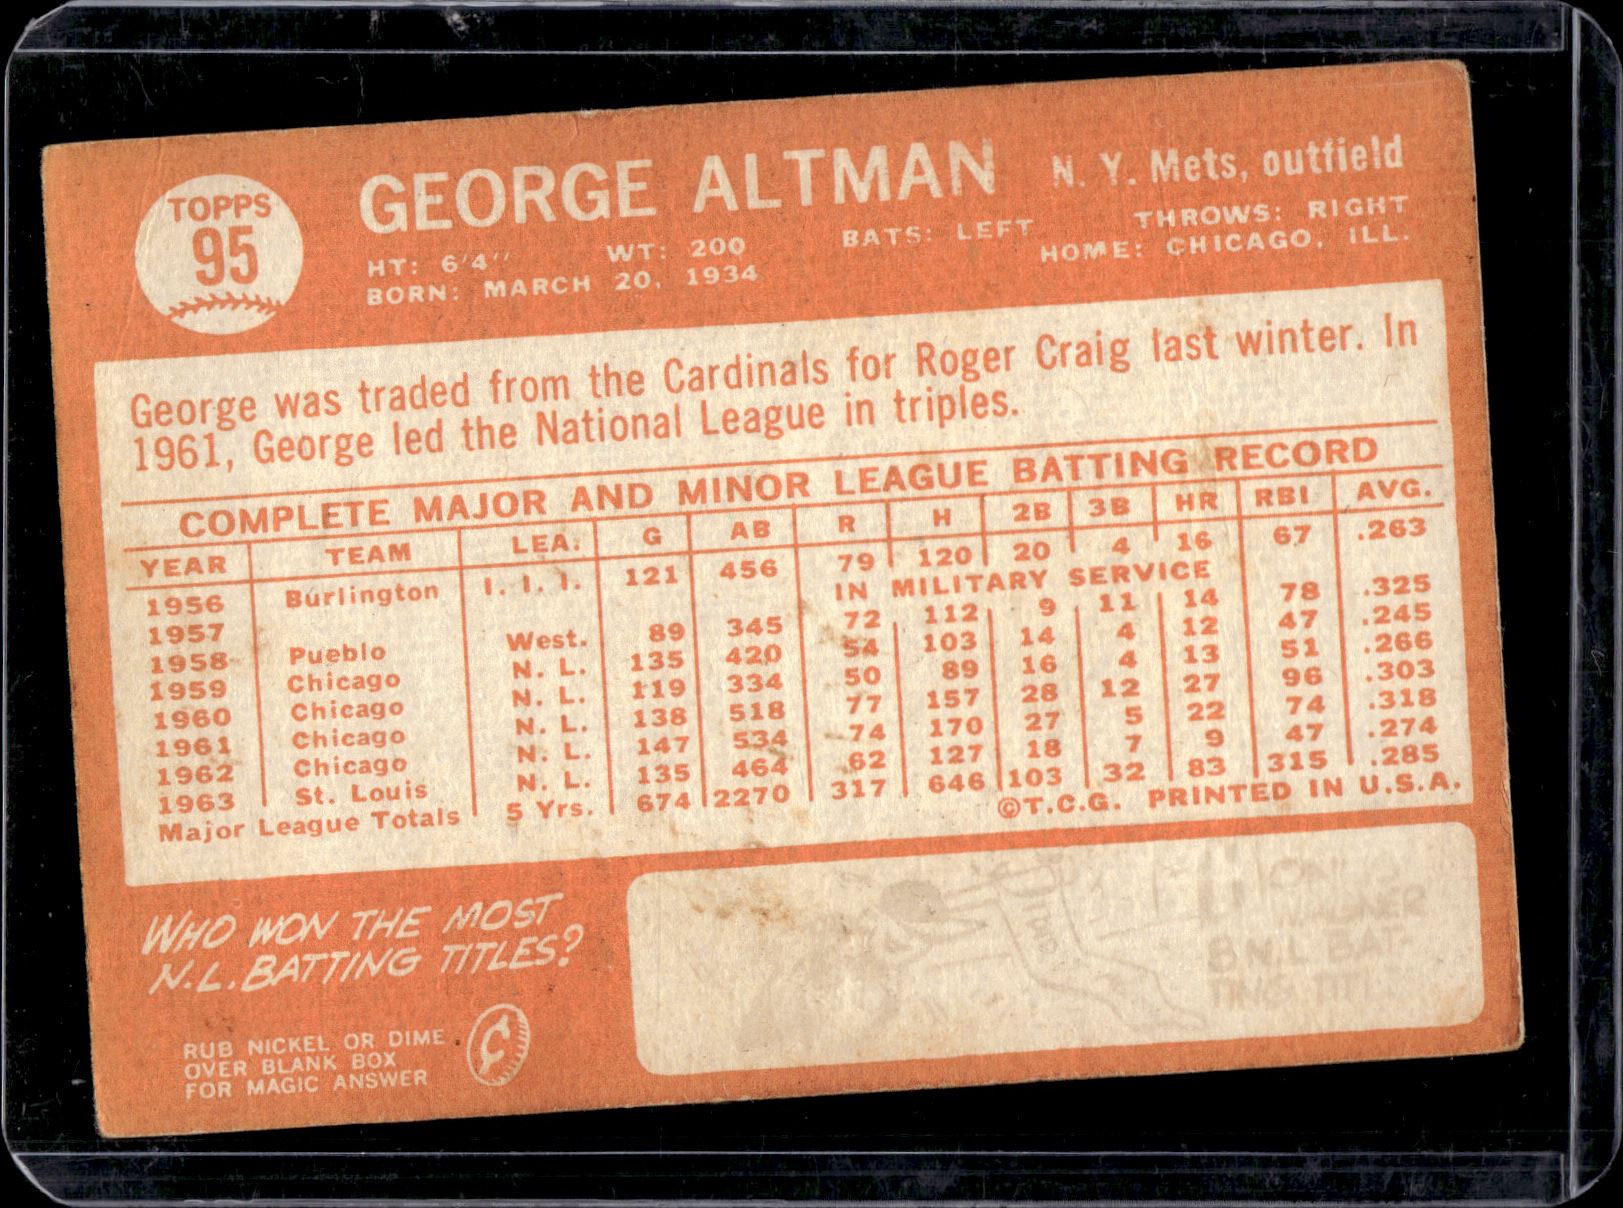 TOPPS
95
GEORGE ALTMAN N. Y. Mets, outfield
HT: 6'4" WT: 200 BATS: LEFT THROWS: RIGHT
BORN: MARCH 20, 1934 HOME: CHICAGO, ILL.
George was traded from the Cardinals for Roger Craig last winter. In
1961, George led the National League in triples.
COMPLETE MAJOR AND MINOR LEAGUE BATTING RECORD
YEAR TEAM LEA. G AB R H 2B 3B HR RBI AVG.
1956 Burlington I. I. I. 121 456 79 120 20 4 16 67 .263
1957 IN MILITARY SERVICE
1958 Pueblo West. 89 345 72 112 9 11 14 78 .325
1959 Chicago N. L. 135 420 54 103 14 4 12 47 .245
1960 Chicago N. L. 119 334 50 89 16 4 13 51 .266
1961 Chicago N. L. 138 518 77 157 28 12 27 96 .303
1962 Chicago N. L. 147 534 74 170 27 5 22 74 .318
1963 St. Louis N. L. 135 464 62 127 18 7 9 47 .274
Major League Totals 5 Yrs. 674 2270 317 646 103 32 83 315 .285
©T.C.G. PRINTED IN U.S.A.
WHO WON THE MOST
N.L. BATTING TITLES?
RUB NICKEL OR DIME
OVER BLANK BOX
FOR MAGIC ANSWER
WAGNER
8 N.L BAT-
TING